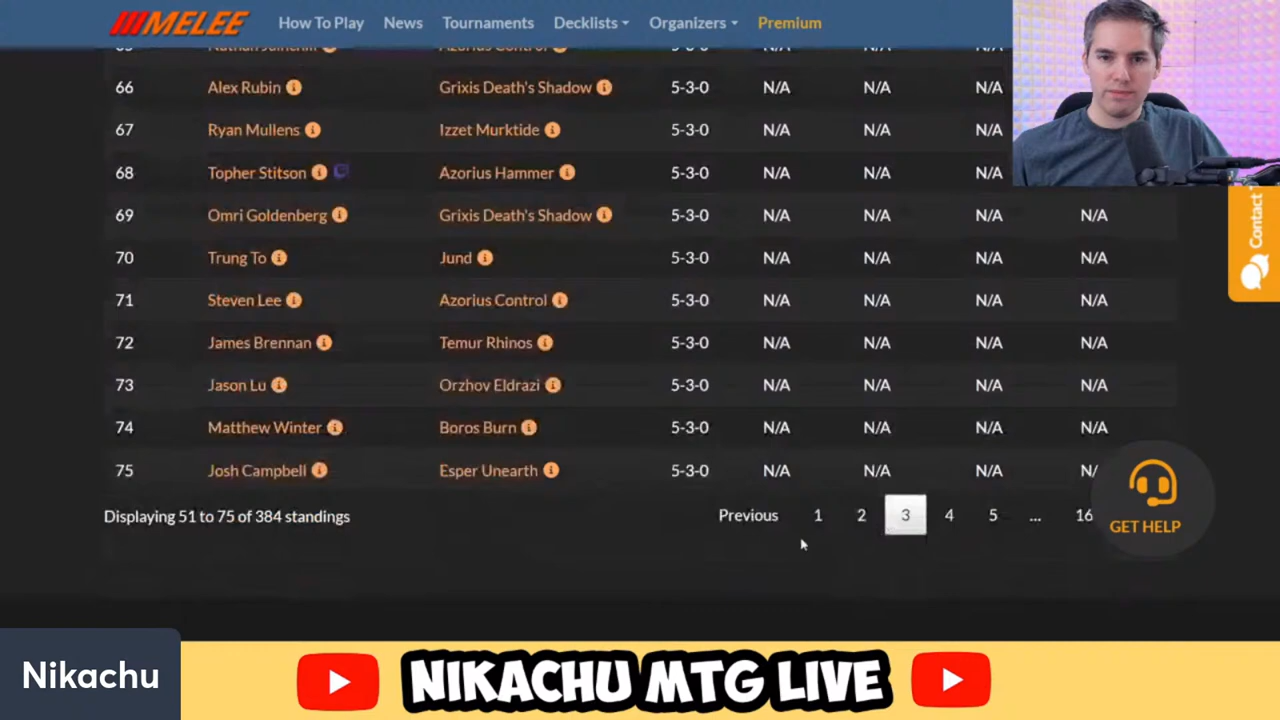 MELEE How To Play News Tournaments Decklists Organizers Premium
66 Alex Rubin Grixis Death's Shadow 5-3-0 N/A N/A N/A
67 Ryan Mullens Izzet Murktide 5-3-0 N/A N/A N/A
68 Topher Stitson Azorius Hammer 5-3-0 N/A N/A N/A
69 Omri Goldenberg Grixis Death's Shadow 5-3-0 N/A N/A N/A N/A
70 Trung To Jund 5-3-0 N/A N/A N/A N/A
71 Steven Lee Azorius Control 5-3-0 N/A N/A N/A N/A
72 James Brennan Temur Rhinos 5-3-0 N/A N/A N/A N/A
73 Jason Lu Orzhov Eldrazi 5-3-0 N/A N/A N/A N/A
74 Matthew Winter Boros Burn 5-3-0 N/A N/A N/A N/A
75 Josh Campbell Esper Unearth 5-3-0 N/A N/A N/A N/
Displaying 51 to 75 of 384 standings Previous 1 2 3 4 5 ... 16
Contact
GET HELP
Nikachu
NIKACHU MTG LIVE